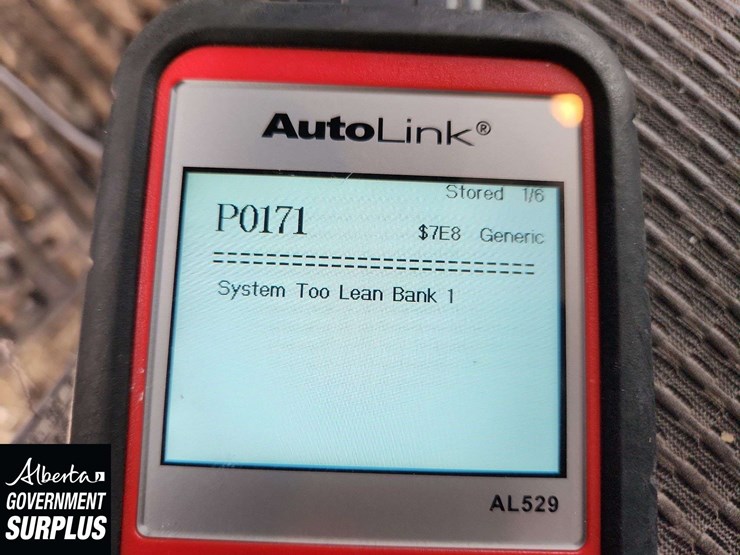 AutoLink®
Stored 1/6
P0171 $7E8 Generic
==========================
System Too Lean Bank 1
AL529
Alberta
GOVERNMENT
SURPLUS